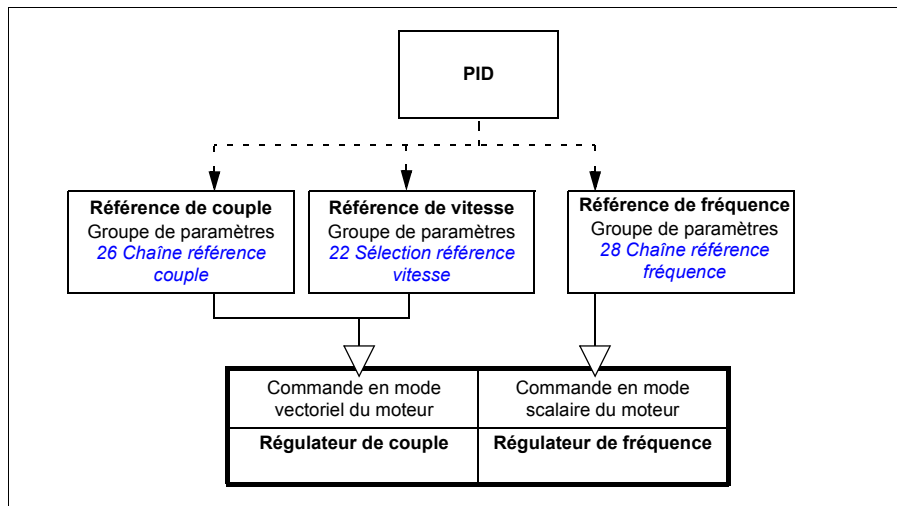 PID
Référence de couple
Groupe de paramètres
26 Chaîne référence
couple
Référence de vitesse
Groupe de paramètres
22 Sélection référence
vitesse
Référence de fréquence
Groupe de paramètres
28 Chaîne référence
fréquence
Commande en mode
vectoriel du moteur
Commande en mode
scalaire du moteur
Régulateur de couple
Régulateur de fréquence